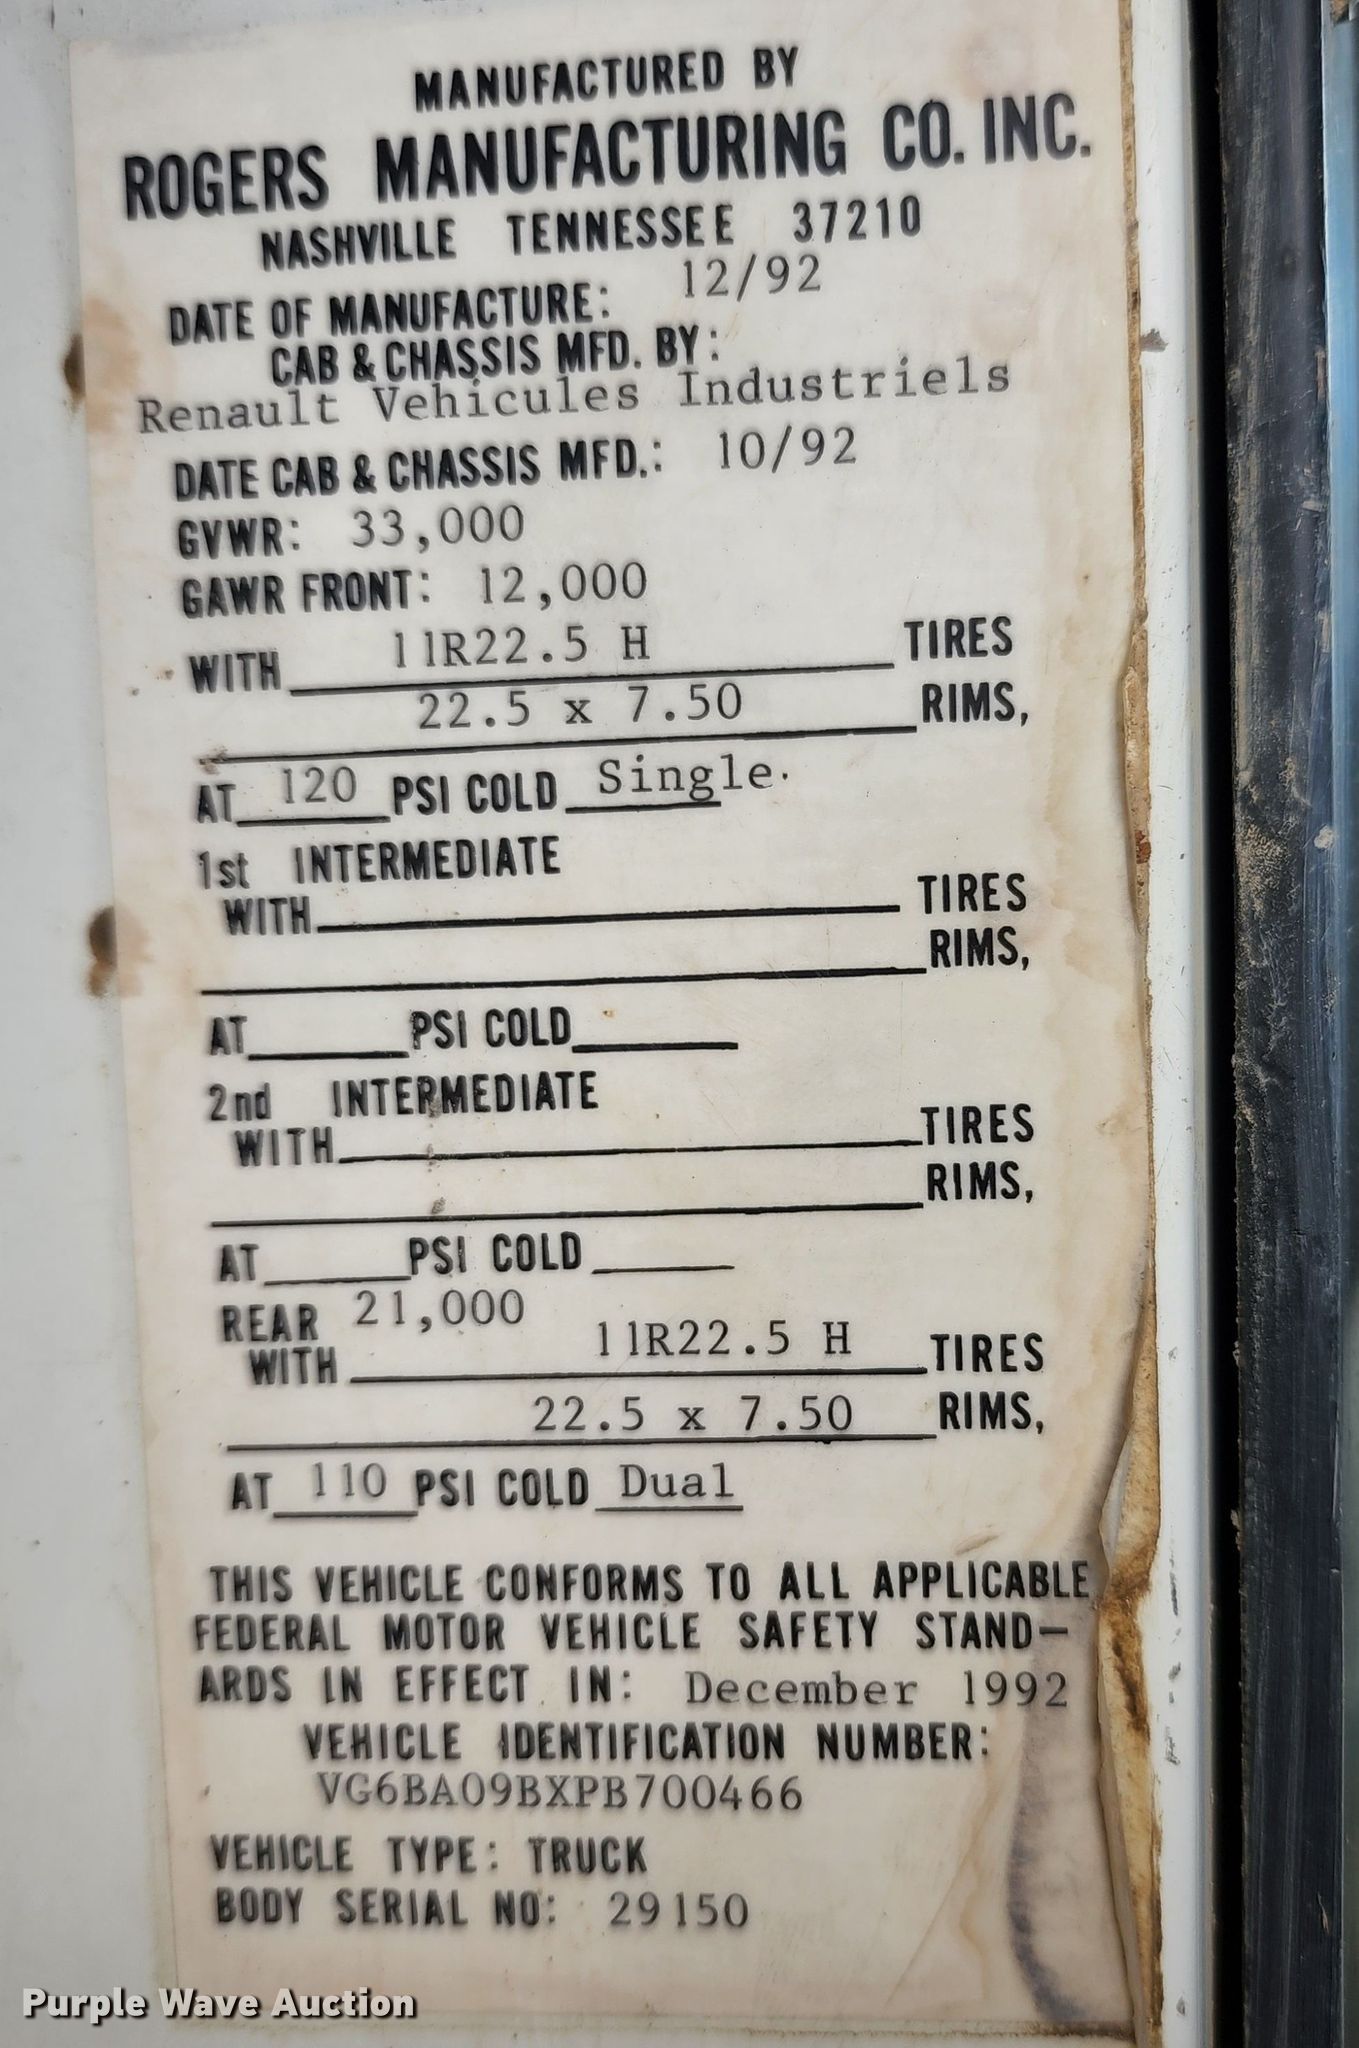 MANUFACTURED BY
ROGERS MANUFACTURING CO. INC.
NASHVILLE TENNESSEE 37210
DATE OF MANUFACTURE: 12/92
CAB & CHASSIS MFD. BY:
Renault Vehicules Industriels
DATE CAB & CHASSIS MFD.: 10/92
GVWR: 33,000
GAWR FRONT: 12,000
WITH 11R22.5 H TIRES
22.5 x 7.50 RIMS,
AT 120 PSI COLD Single.
1st INTERMEDIATE
WITH TIRES
RIMS,
AT PSI COLD
2nd INTERMEDIATE
WITH TIRES
RIMS,
AT PSI COLD
REAR 21,000
WITH 11R22.5 H TIRES
22.5 x 7.50 RIMS,
AT 110 PSI COLD Dual
THIS VEHICLE CONFORMS TO ALL APPLICABLE
FEDERAL MOTOR VEHICLE SAFETY STAND-
ARDS IN EFFECT IN: December 1992
VEHICLE IDENTIFICATION NUMBER:
VG6BA09BXPB700466
VEHICLE TYPE: TRUCK
BODY SERIAL NO: 29150
Purple Wave Auction